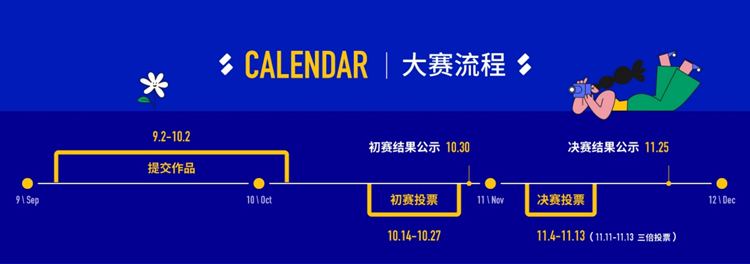 CALENDAR | 大赛流程
9.2-10.2
提交作品
初赛结果公示 10.30
决赛结果公示 11.25
9 \ Sep
10 \ Oct
初赛投票
11 \ Nov
决赛投票
12 \ Dec
10.14-10.27
11.4-11.13 ( 11.11-11.13 三倍投票 )